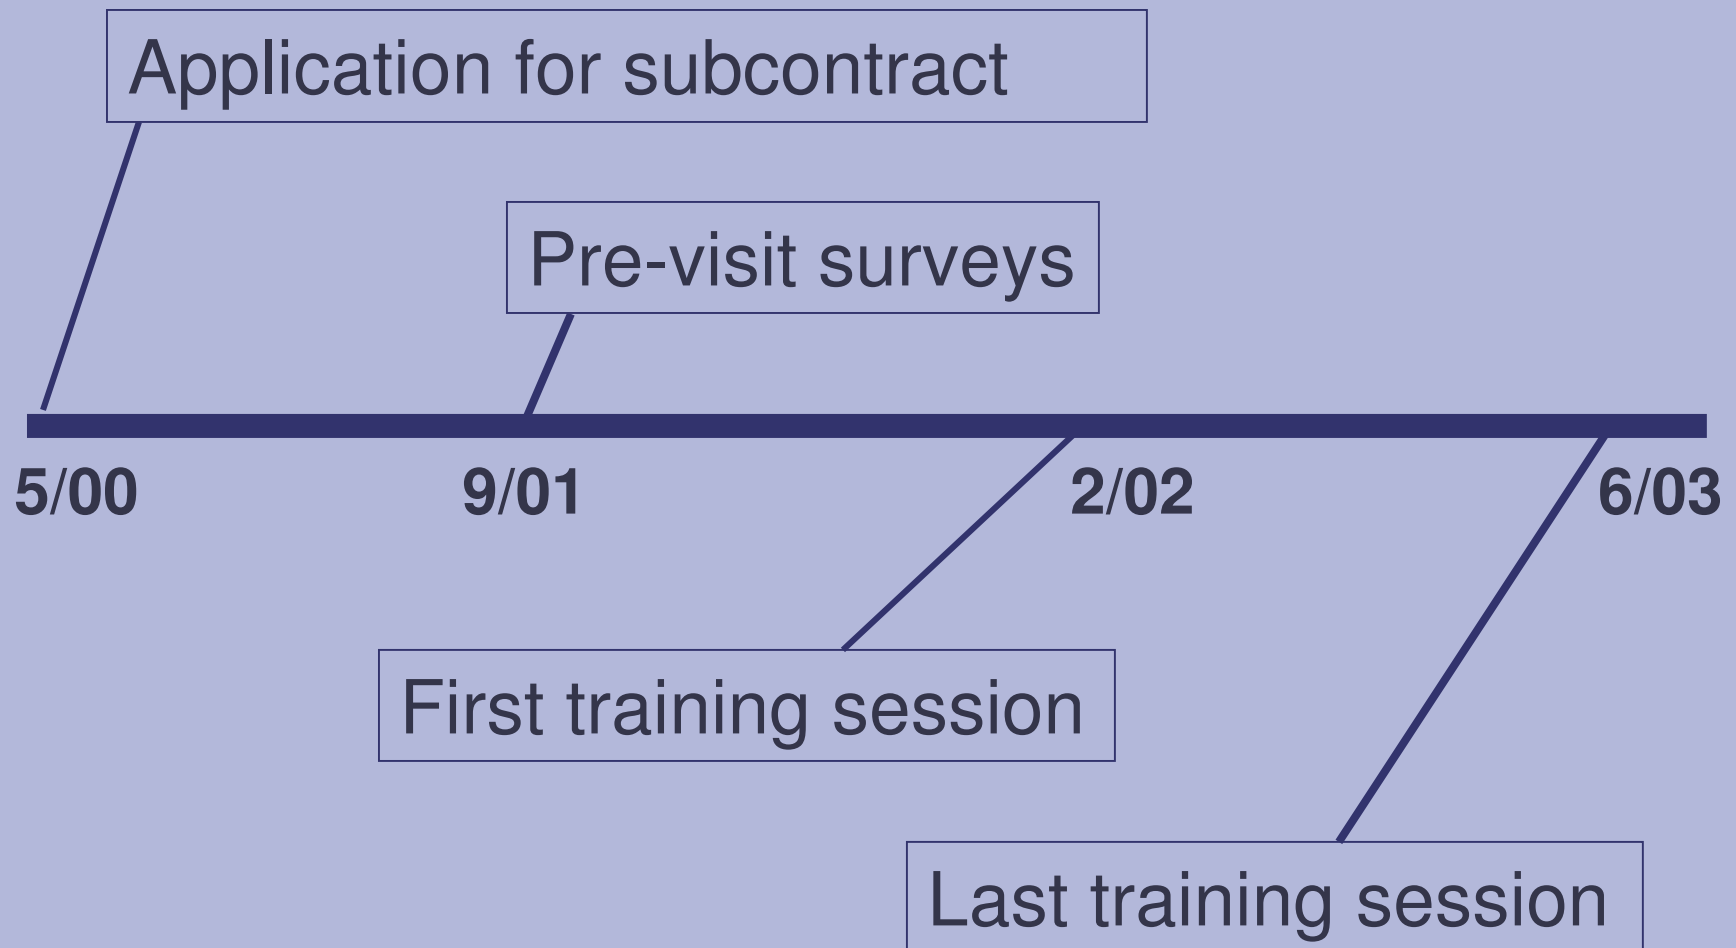 Application for subcontract
Pre-visit surveys
5/00
9/01
2/02
6/03
First training session
Last training session